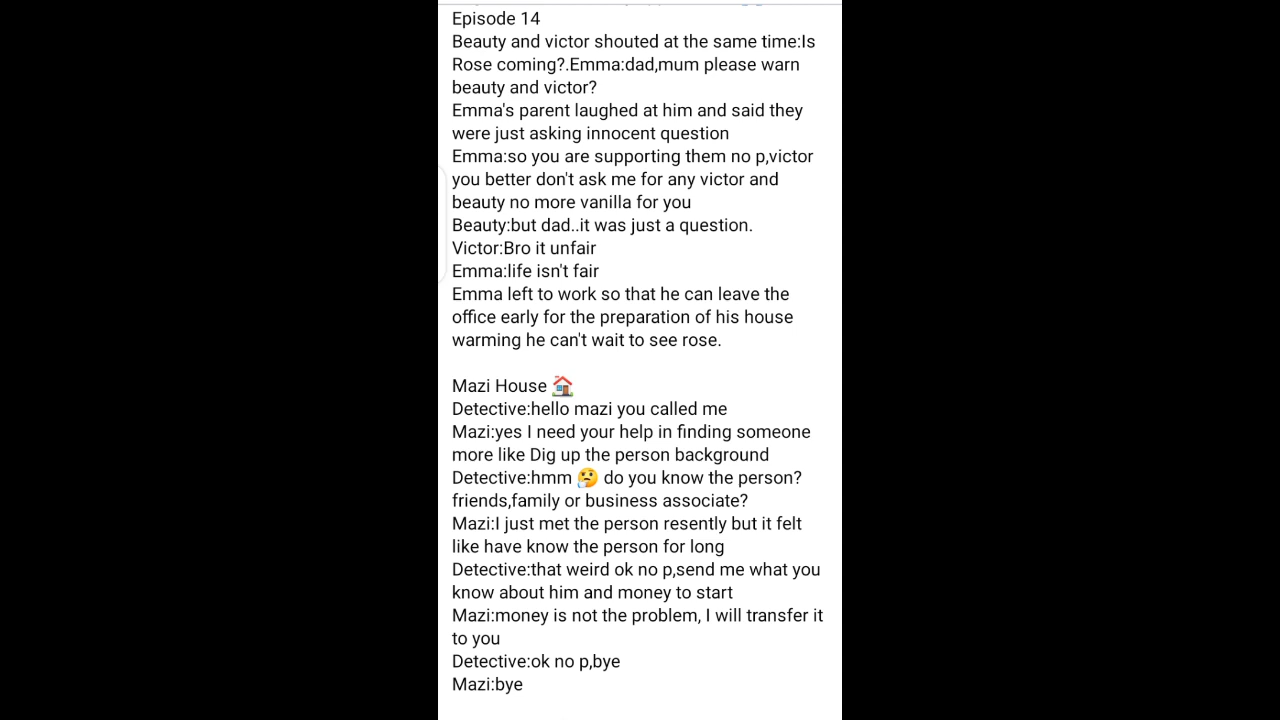 Episode 14
Beauty and victor shouted at the same time:Is
Rose coming?.Emma:dad,mum please warn
beauty and victor?
Emma's parent laughed at him and said they
were just asking innocent question
Emma:so you are supporting them no p,victor
you better don't ask me for any victor and
beauty no more vanilla for you
Beauty:but dad..it was just a question.
Victor:Bro it unfair
Emma:life isn't fair
Emma left to work so that he can leave the
office early for the preparation of his house
warming he can't wait to see rose.

Mazi House 🏠
Detective:hello mazi you called me
Mazi:yes I need your help in finding someone
more like Dig up the person background
Detective:hmm 🤔 do you know the person?
friends,family or business associate?
Mazi:I just met the person resently but it felt
like have know the person for long
Detective:that weird ok no p,send me what you
know about him and money to start
Mazi:money is not the problem, I will transfer it
to you
Detective:ok no p,bye
Mazi:bye